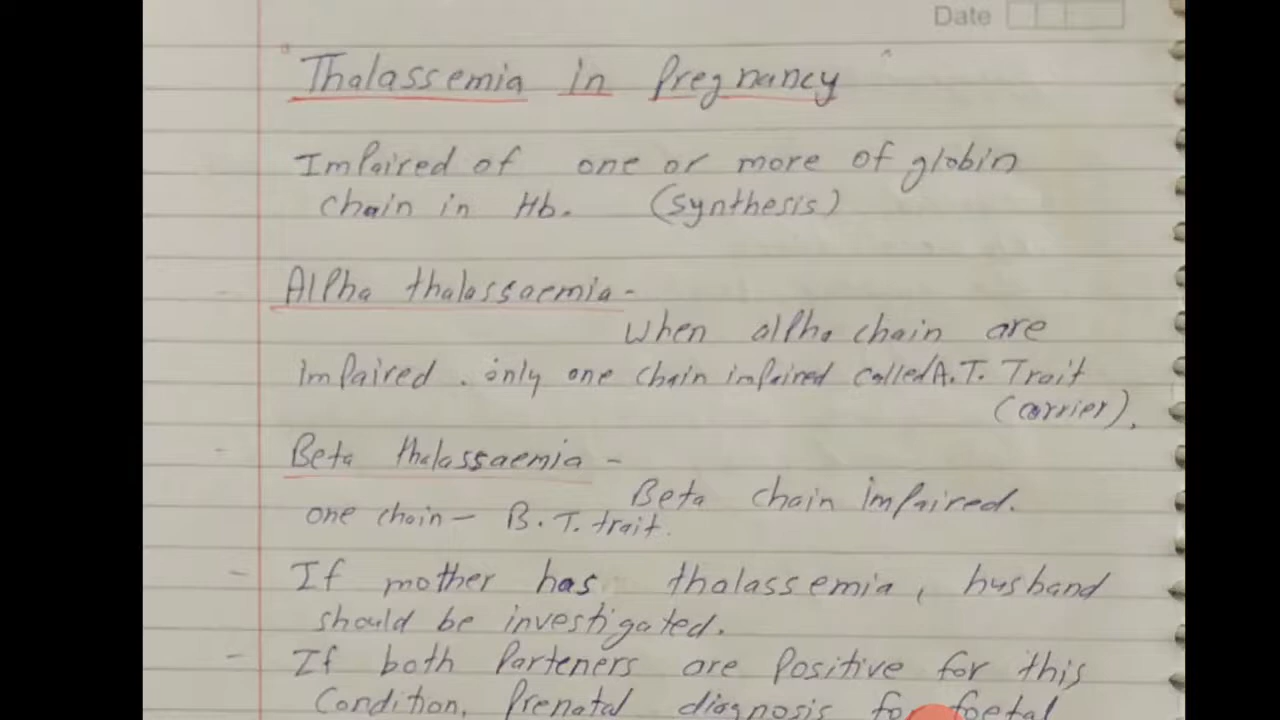 Date
Thalassemia in Pregnancy
Impaired of one or more of globin
chain in Hb. (synthesis)
Alpha thalassaemia -
When alpha chain are
impaired. only one chain impaired called A.T. Trait
(carrier).
Beta thalassaemia -
Beta chain impaired.
one chain - B.T. trait.
- If mother has thalassemia, husband
should be investigated.
- If both Parteners are positive for this
Condition, Prenatal diagnosis for foetal